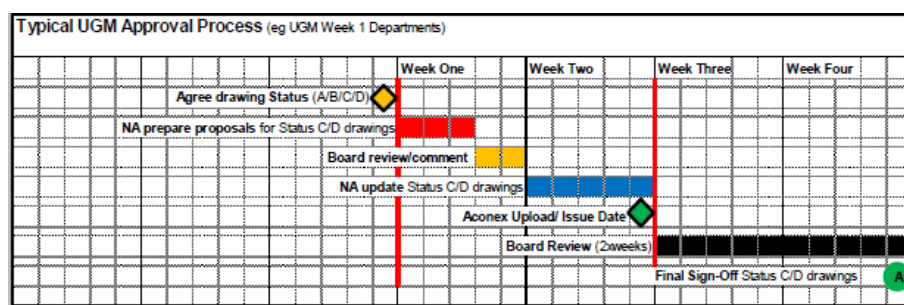 Typical UGM Approval Process (eg UGM Week 1 Departments)
Week One Week Two Week Three Week Four
Agree drawing Status (A/B/C/D)
NA prepare proposals for Status C/D drawings
Board review/comment
NA update Status C/D drawings
Aconex Upload/ Issue Date
Board Review (2xweeks)
Final Sign-Off Status C/D drawings A